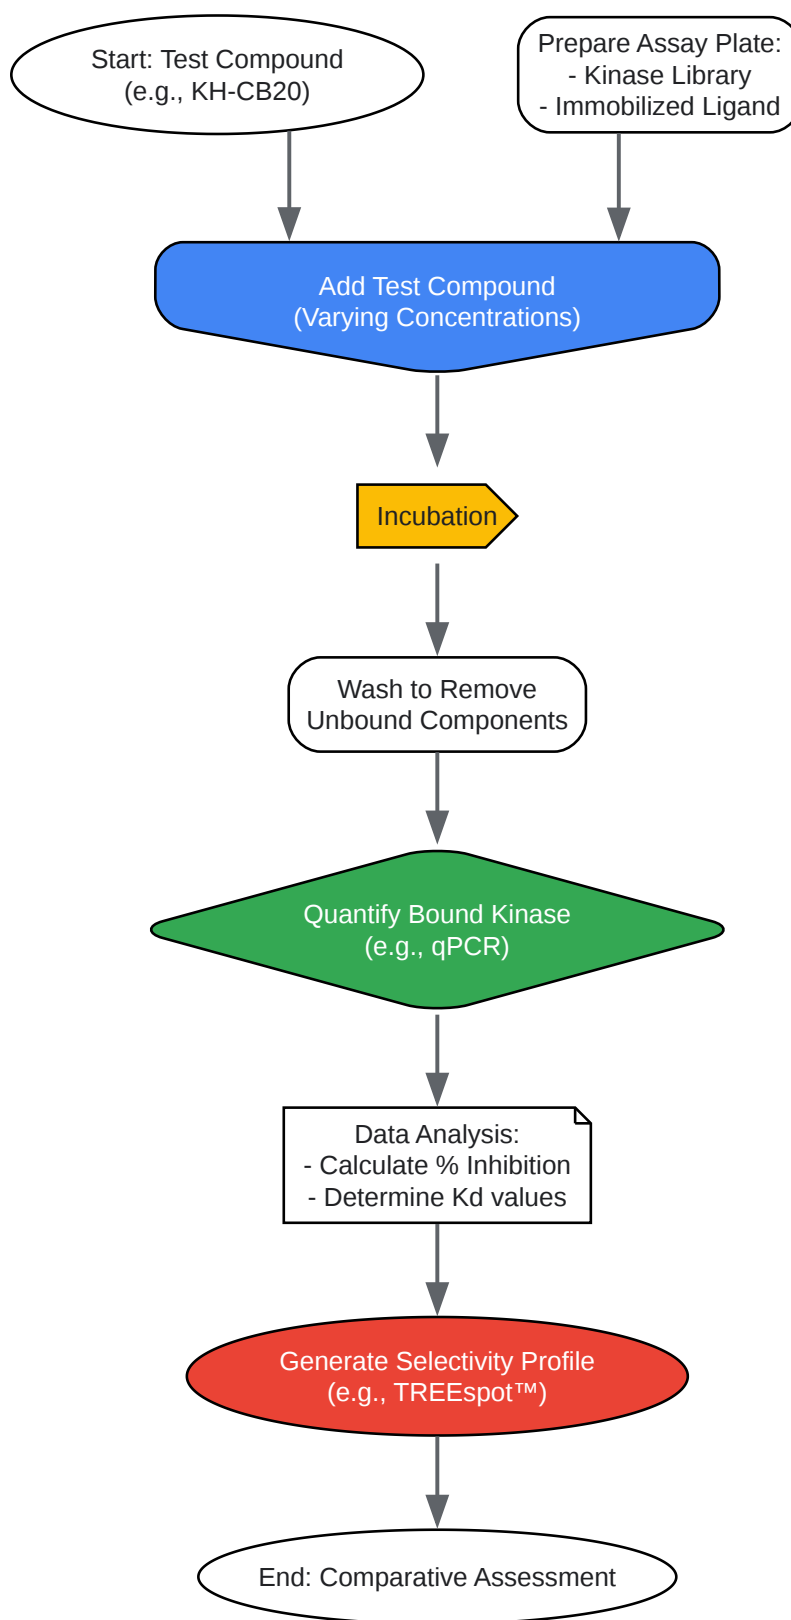 Start: Test Compound
(e.g., KH-CB20)
Prepare Assay Plate:
- Kinase Library
- Immobilized Ligand
Add Test Compound
(Varying Concentrations)
Incubation
Wash to Remove
Unbound Components
Quantify Bound Kinase
(e.g., qPCR)
Data Analysis:
- Calculate % Inhibition
- Determine Kd values
Generate Selectivity Profile
(e.g., TREEspot™)
End: Comparative Assessment